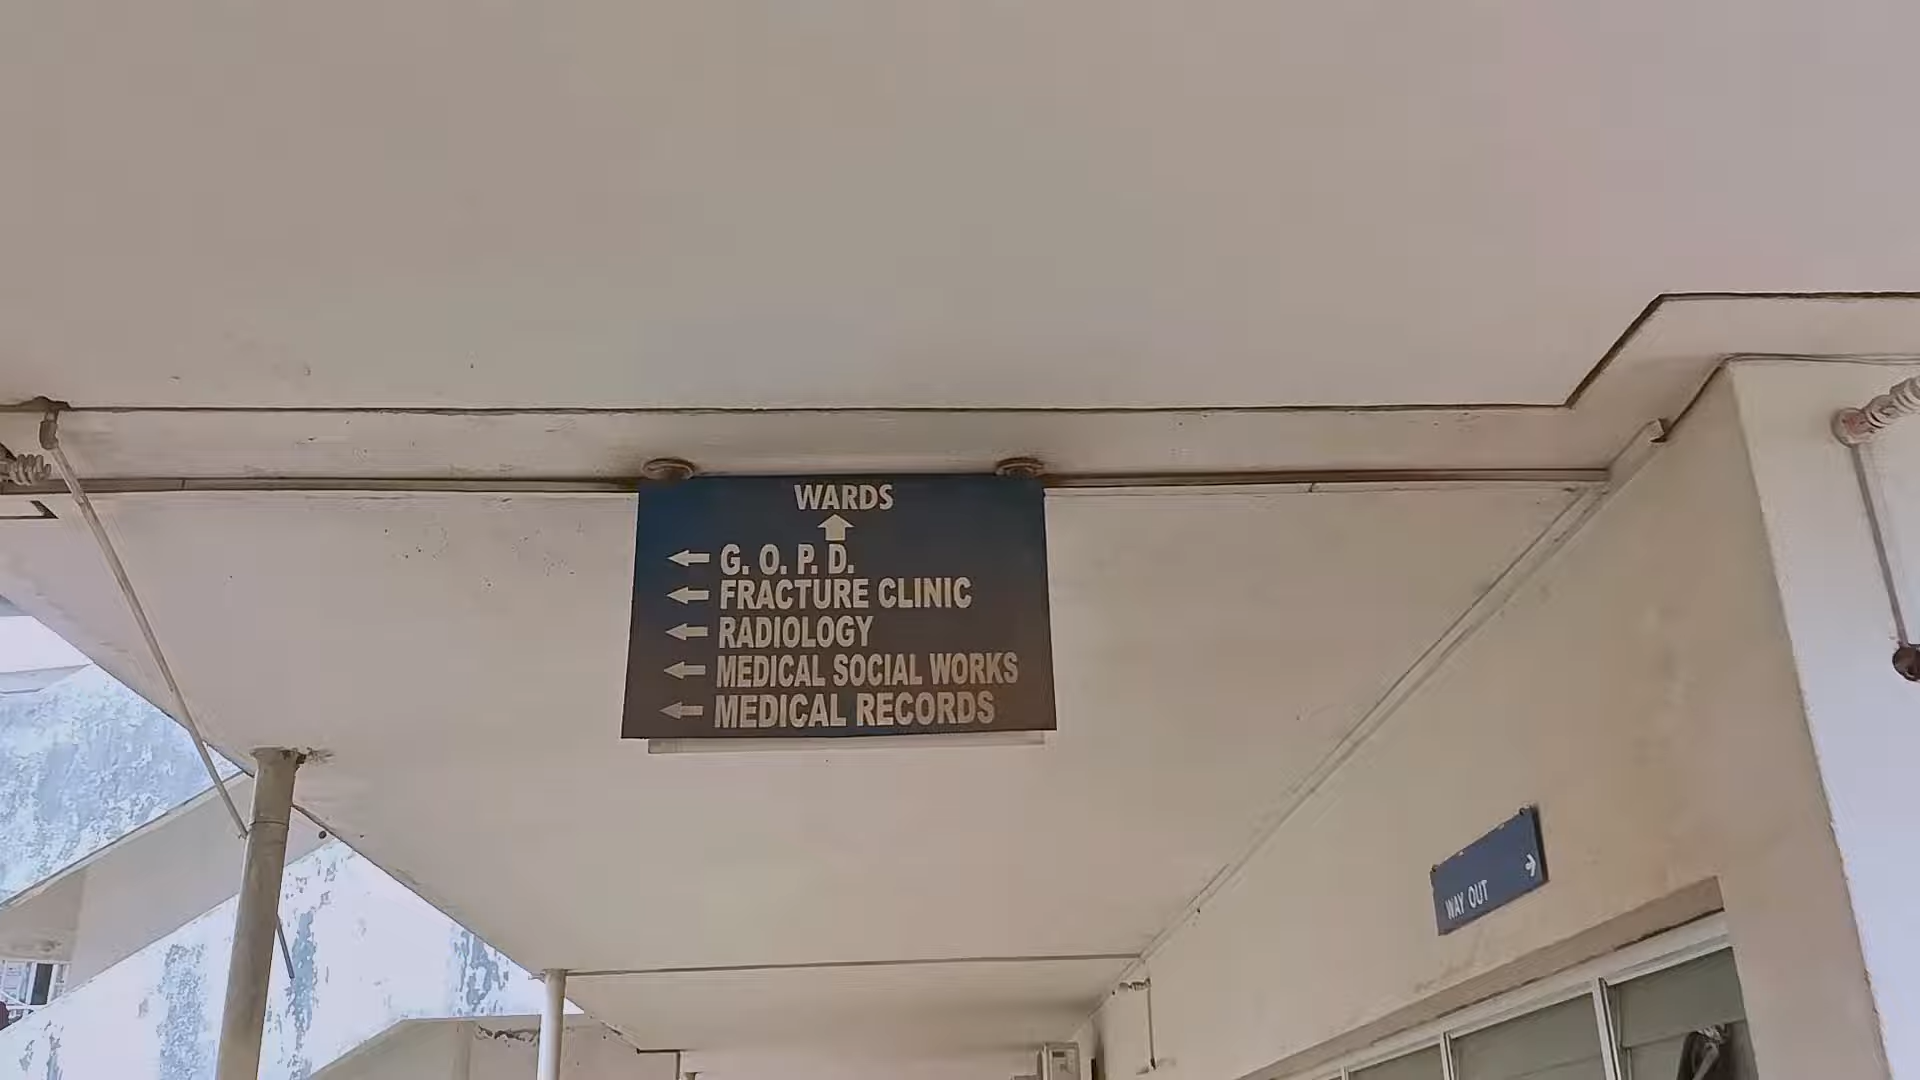 WARDS
G. O. P. D.
FRACTURE CLINIC
RADIOLOGY
MEDICAL SOCIAL WORKS
MEDICAL RECORDS
WAY OUT